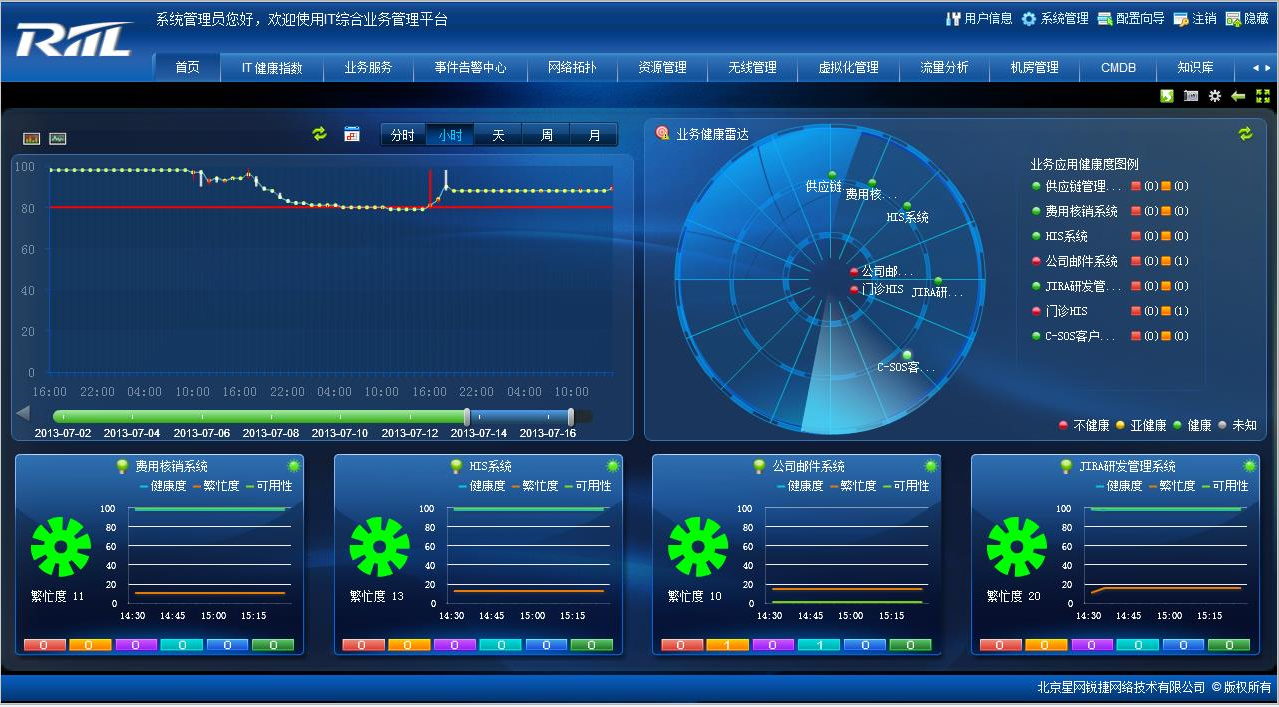 RIIL
系统管理员您好，欢迎使用IT综合业务管理平台
用户信息 系统管理 配置向导 注销 隐藏
首页 IT 健康指数 业务服务 事件告警中心 网络拓扑 资源管理 无线管理 虚拟化管理 流量分析 机房管理 CMDB 知识库
分时 小时 天 周 月
100
80
60
40
20
0
16:00 22:00 04:00 10:00 16:00 22:00 04:00 10:00 16:00 22:00 04:00 10:00
2013-07-02 2013-07-04 2013-07-06 2013-07-08 2013-07-10 2013-07-12 2013-07-14 2013-07-16
业务健康雷达
供应链
费用核...
HIS系统
公司邮...
门诊HIS
JIRA研...
C-SOS客...
业务应用健康度图例
供应链管理... (0) (0)
费用核销系统 (0) (0)
HIS系统 (0) (0)
公司邮件系统 (0) (1)
JIRA研发管... (0) (0)
门诊HIS (0) (1)
C-SOS客户... (0) (0)
不健康 亚健康 健康 未知
费用核销系统
健康度 繁忙度 可用性
100
80
60
40
20
0
14:30 14:45 15:00 15:15
繁忙度 11
0 0 0 0 0 0
HIS系统
健康度 繁忙度 可用性
100
80
60
40
20
0
14:30 14:45 15:00 15:15
繁忙度 13
0 0 0 0 0 0
公司邮件系统
健康度 繁忙度 可用性
100
80
60
40
20
0
14:30 14:45 15:00 15:15
繁忙度 10
0 1 0 1 0 0
JIRA研发管理系统
健康度 繁忙度 可用性
100
80
60
40
20
0
14:30 14:45 15:00 15:15
繁忙度 20
0 0 0 0 0 0
北京星网锐捷网络技术有限公司 ©版权所有